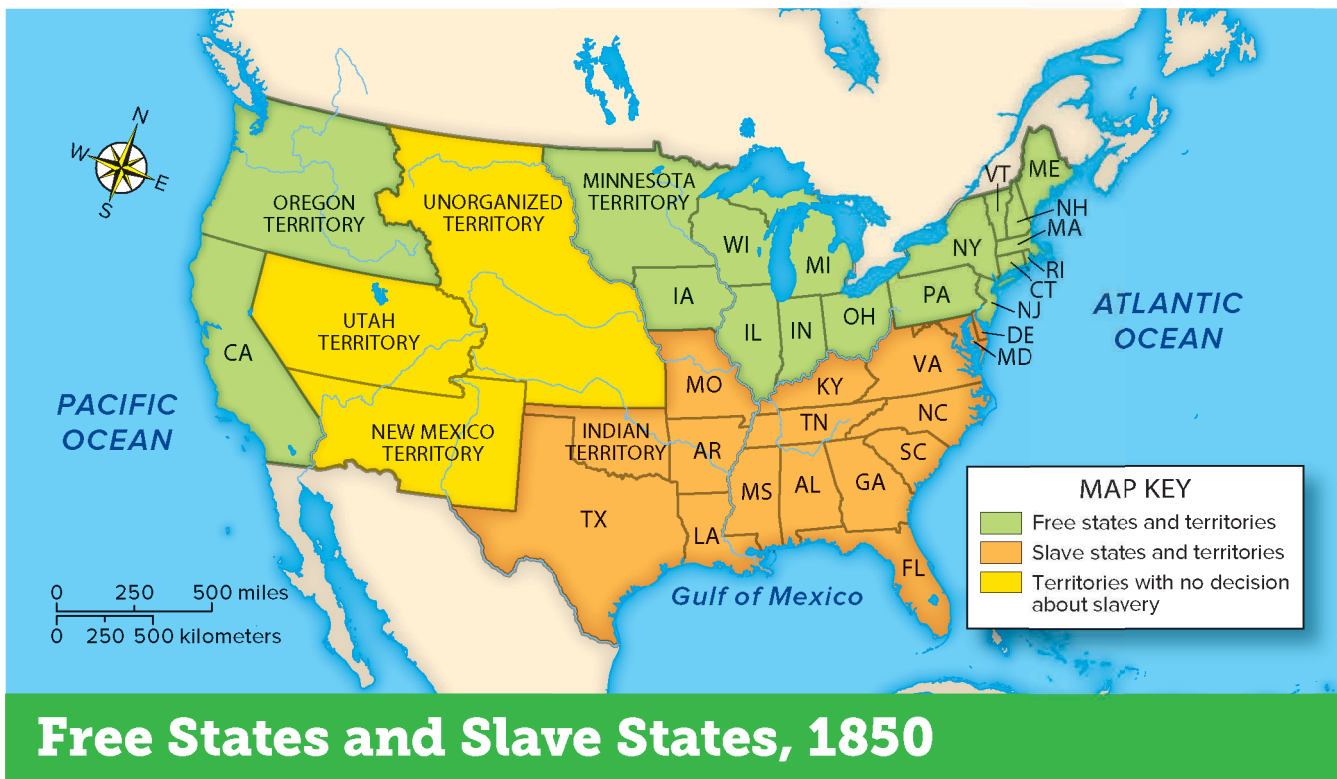 N
W
E
S
OREGON
TERRITORY
UNORGANIZED
TERRITORY
MINNESOTA
TERRITORY
VT
ME
NH
MA
WI
MI
NY
RI
CT
IA
PA
NJ
IL
IN
OH
DE
MD
UTAH
TERRITORY
CA
MO
KY
VA
NEW MEXICO
TERRITORY
INDIAN
TERRITORY
AR
TN
NC
SC
MS
AL
GA
TX
LA
FL
PACIFIC
OCEAN
ATLANTIC
OCEAN
Gulf of Mexico
MAP KEY
Free states and territories
Slave states and territories
Territories with no decision
about slavery
0 250 500 miles
0 250 500 kilometers
Free States and Slave States, 1850